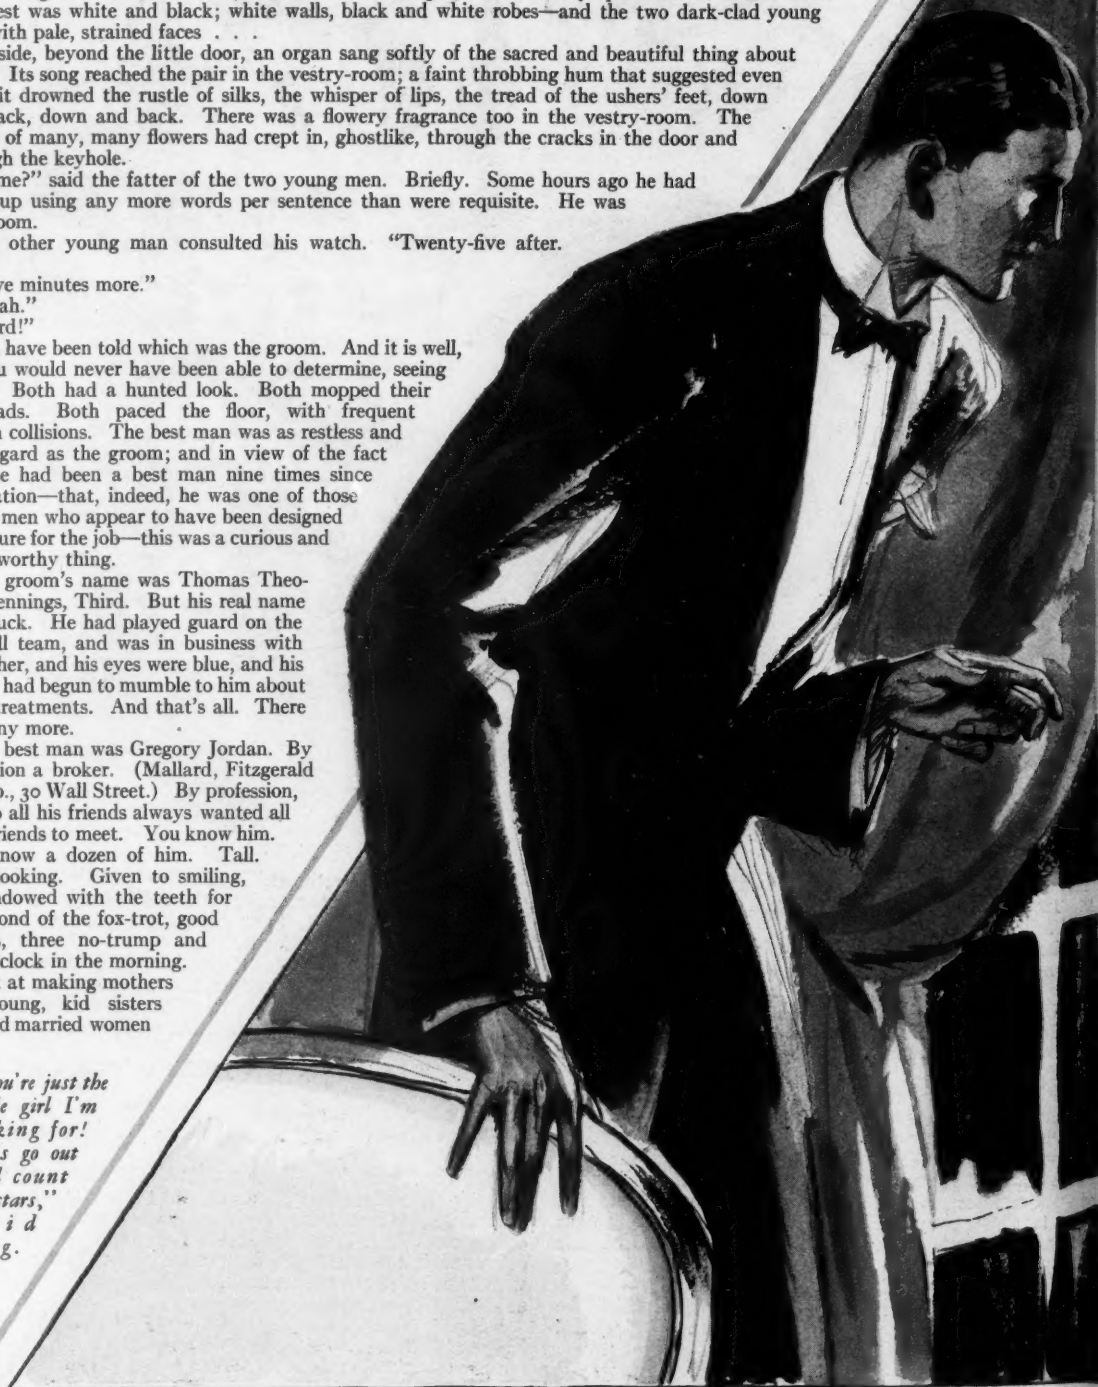 est was white and black; white walls, black and white robes—and the two dark-clad young
ith pale, strained faces . . .
side, beyond the little door, an organ sang softly of the sacred and beautiful thing about
Its song reached the pair in the vestry-room; a faint throbbing hum that suggested even
it drowned the rustle of silks, the whisper of lips, the tread of the ushers' feet, down
ack, down and back. There was a flowery fragrance too in the vestry-room. The
of many, many flowers had crept in, ghostlike, through the cracks in the door and
gh the keyhole.
me?” said the fatter of the two young men. Briefly. Some hours ago he had
up using any more words per sentence than were requisite. He was
oom.
other young man consulted his watch. “Twenty-five after.
ve minutes more.”
ah.”
rd!”
have been told which was the groom. And it is well,
u would never have been able to determine, seeing
Both had a hunted look. Both mopped their
ads. Both paced the floor, with frequent
collisions. The best man was as restless and
gard as the groom; and in view of the fact
e had been a best man nine times since
ation—that, indeed, he was one of those
men who appear to have been designed
ure for the job—this was a curious and
worthy thing.
groom's name was Thomas Theo-
ennings, Third. But his real name
uck. He had played guard on the
ll team, and was in business with
her, and his eyes were blue, and his
had begun to mumble to him about
reatments. And that's all. There
ny more.
best man was Gregory Jordan. By
ion a broker. (Mallard, Fitzgerald
o., 30 Wall Street.) By profession,
all his friends always wanted all
riends to meet. You know him.
now a dozen of him. Tall.
ooking. Given to smiling,
dowed with the teeth for
ond of the fox-trot, good
s, three no-trump and
clock in the morning.
at making mothers
oung, kid sisters
d married women
ou're just the
e girl I'm
king for!
s go out
count
stars,”
i d
g.